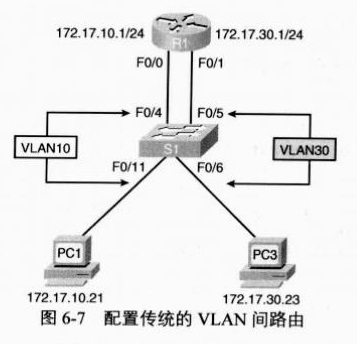 172.17.10.1/24
172.17.30.1/24
R1
F0/0
F0/1
F0/4
F0/5
VLAN10
S1
VLAN30
F0/11
F0/6
PC1
PC3
172.17.10.21
172.17.30.23
图 6-7 配置传统的 VLAN 间路由